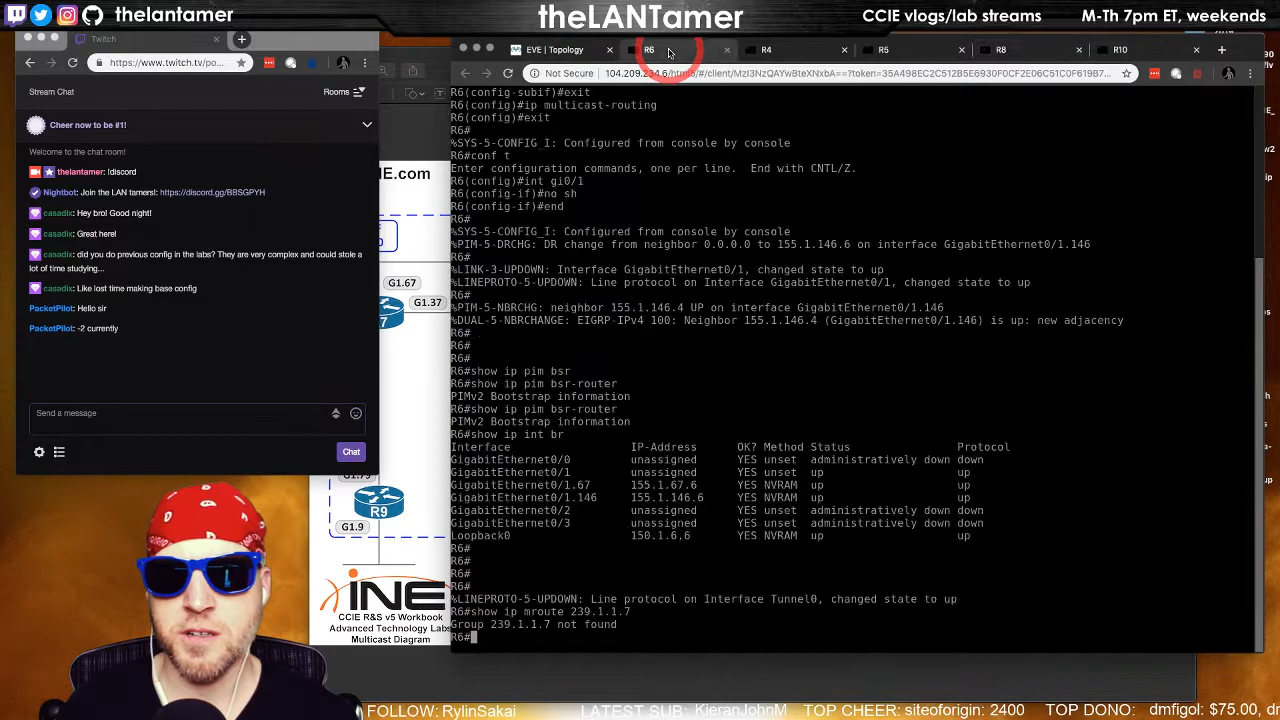 thelantamer
theLANTamer
CCIE vlogs/lab streams
M-Th 7pm ET, weekends
Twitch
https://www.twitch.tv/po...
Stream Chat
Rooms
Cheer now to be #1!
Welcome to the chat room!
thelantamer: !discord
Nightbot: Join the LAN tamers! https://discord.gg/BBSGPYH
casadix: Hey bro! Good night!
casadix: Great here!
casadix: did you do previous config in the labs? They are very complex and could stole a
lot of time studying...
casadix: Like lost time making base config
PacketPilot: Hello sir
PacketPilot: -2 currently
Send a message
Chat
E.com
G1.67
G1.37
G1.79
R9
G1.9
iNE
CCIE R&S v5 Workbook
Advanced Technology Labs
Multicast Diagram
EVE | Topology
R6
R4
R5
R8
R10
Not Secure
R6(config-subif)#exit
R6(config)#ip multicast-routing
R6(config)#exit
R6#
%SYS-5-CONFIG_I: Configured from console by console
R6#conf t
Enter configuration commands, one per line.  End with CNTL/Z.
R6(config)#int gi0/1
R6(config-if)#no sh
R6(config-if)#end
R6#
%SYS-5-CONFIG_I: Configured from console by console
%PIM-5-DRCHG: DR change from neighbor 0.0.0.0 to 155.1.146.6 on interface GigabitEthernet0/1.146
R6#
%LINK-3-UPDOWN: Interface GigabitEthernet0/1, changed state to up
%LINEPROTO-5-UPDOWN: Line protocol on Interface GigabitEthernet0/1, changed state to up
R6#
%PIM-5-NBRCHG: neighbor 155.1.146.4 UP on interface GigabitEthernet0/1.146
%DUAL-5-NBRCHANGE: EIGRP-IPv4 100: Neighbor 155.1.146.4 (GigabitEthernet0/1.146) is up: new adjacency
R6#
R6#
R6#
R6#show ip pim bsr
R6#show ip pim bsr-router
PIMv2 Bootstrap information
R6#show ip pim bsr-router
PIMv2 Bootstrap information
R6#show ip int br
Interface IP-Address OK? Method Status Protocol
GigabitEthernet0/0 unassigned YES unset administratively down down
GigabitEthernet0/1 unassigned YES unset up up
GigabitEthernet0/1.67 155.1.67.6 YES NVRAM up up
GigabitEthernet0/1.146 155.1.146.6 YES NVRAM up up
GigabitEthernet0/2 unassigned YES unset administratively down down
GigabitEthernet0/3 unassigned YES unset administratively down down
Loopback0 150.1.6.6 YES NVRAM up up
R6#
R6#
R6#
R6#
%LINEPROTO-5-UPDOWN: Line protocol on Interface Tunnel0, changed state to up
R6#show ip mroute 239.1.1.7
Group 239.1.1.7 not found
R6#
FOLLOW: RylinSakai
LATEST SUB: KieranJohnM
TOP CHEER: siteoforigin: 2400
TOP DONO: dmfigol: $75.00,